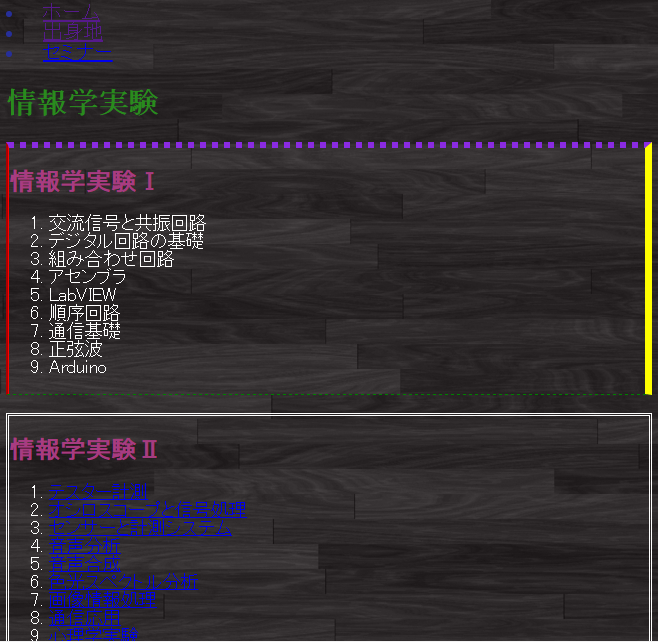 ホーム
出身地
セミナー
情報学実験
情報学実験Ⅰ
1. 交流信号と共振回路
2. デジタル回路の基礎
3. 組み合わせ回路
4. アセンブラ
5. LabVIEW
6. 順序回路
7. 通信基礎
8. 正弦波
9. Arduino
情報学実験Ⅱ
1. テスター計測
2. オシロスコープと信号処理
3. センサーと計測システム
4. 音声分析
5. 音声合成
6. 色光スペクトル分析
7. 画像情報処理
8. 通信応用
9. 心理学実験